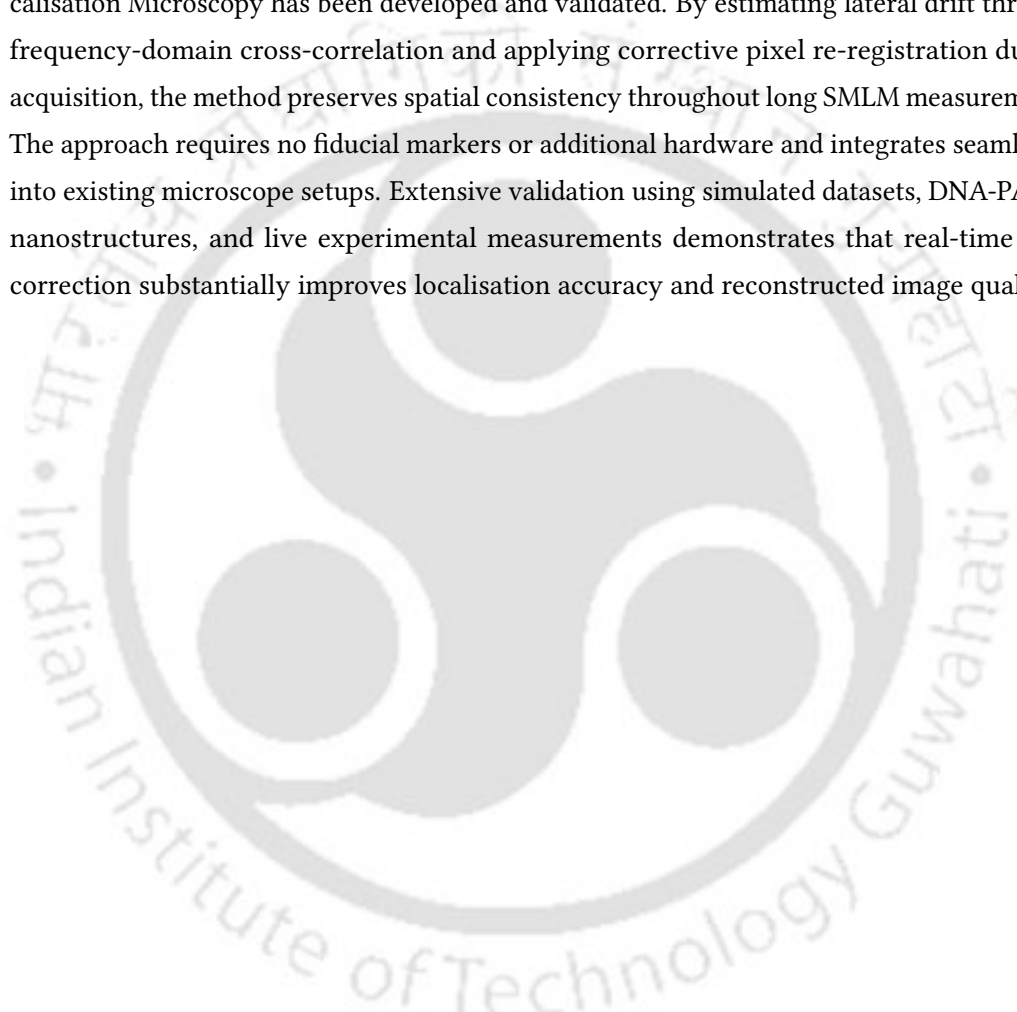 calisation Microscopy has been developed and validated. By estimating lateral drift thr
frequency-domain cross-correlation and applying corrective pixel re-registration du
acquisition, the method preserves spatial consistency throughout long SMLM measurem
The approach requires no fiducial markers or additional hardware and integrates seaml
into existing microscope setups. Extensive validation using simulated datasets, DNA-PA
nanostructures, and live experimental measurements demonstrates that real-time
correction substantially improves localisation accuracy and reconstructed image qual
Indian Institute of Technology Guwahati